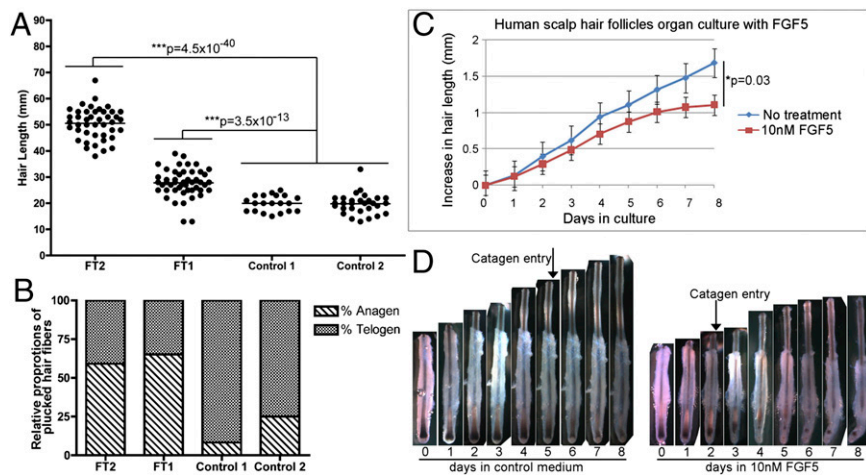 A
***p=4.5x10⁻⁴⁰
***p=3.5x10⁻¹³
Hair Length (mm)
90
80
70
60
50
40
30
20
10
0
FT2 FT1 Control 1 Control 2
B
Relative proprotions of
plucked hair fibers
100
75
50
25
0
% Anagen
% Telogen
FT2 FT1 Control 1 Control 2
C
Human scalp hair follicles organ culture with FGF5
Increase in hair length (mm)
2
1.5
1
0.5
0
0 1 2 3 4 5 6 7 8
Days in culture
*p=0.03
No treatment
10nM FGF5
D
Catagen entry
0 1 2 3 4 5 6 7 8
days in control medium
Catagen entry
0 1 2 3 4 5 6 7 8
days in 10nM FGF5